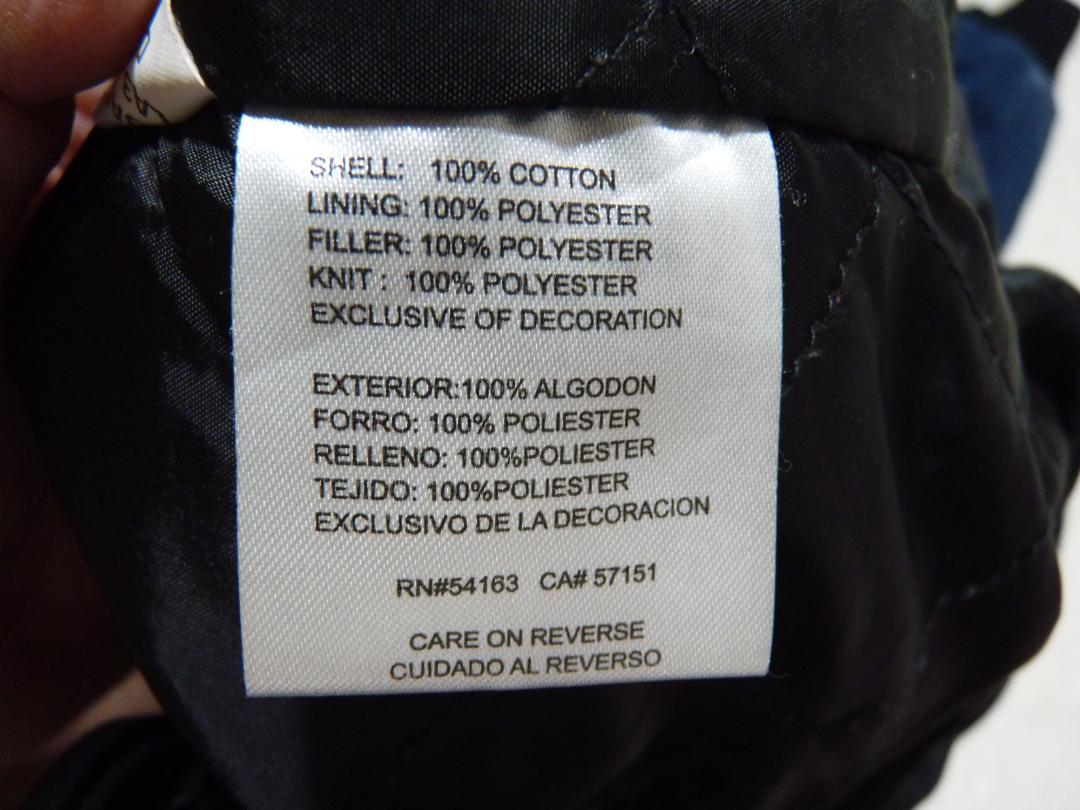 SHELL: 100% COTTON
LINING: 100% POLYESTER
FILLER: 100% POLYESTER
KNIT : 100% POLYESTER
EXCLUSIVE OF DECORATION
EXTERIOR:100% ALGODON
FORRO: 100% POLIESTER
RELLENO: 100%POLIESTER
TEJIDO: 100%POLIESTER
EXCLUSIVO DE LA DECORACION
RN#54163 CA# 57151
CARE ON REVERSE
CUIDADO AL REVERSO